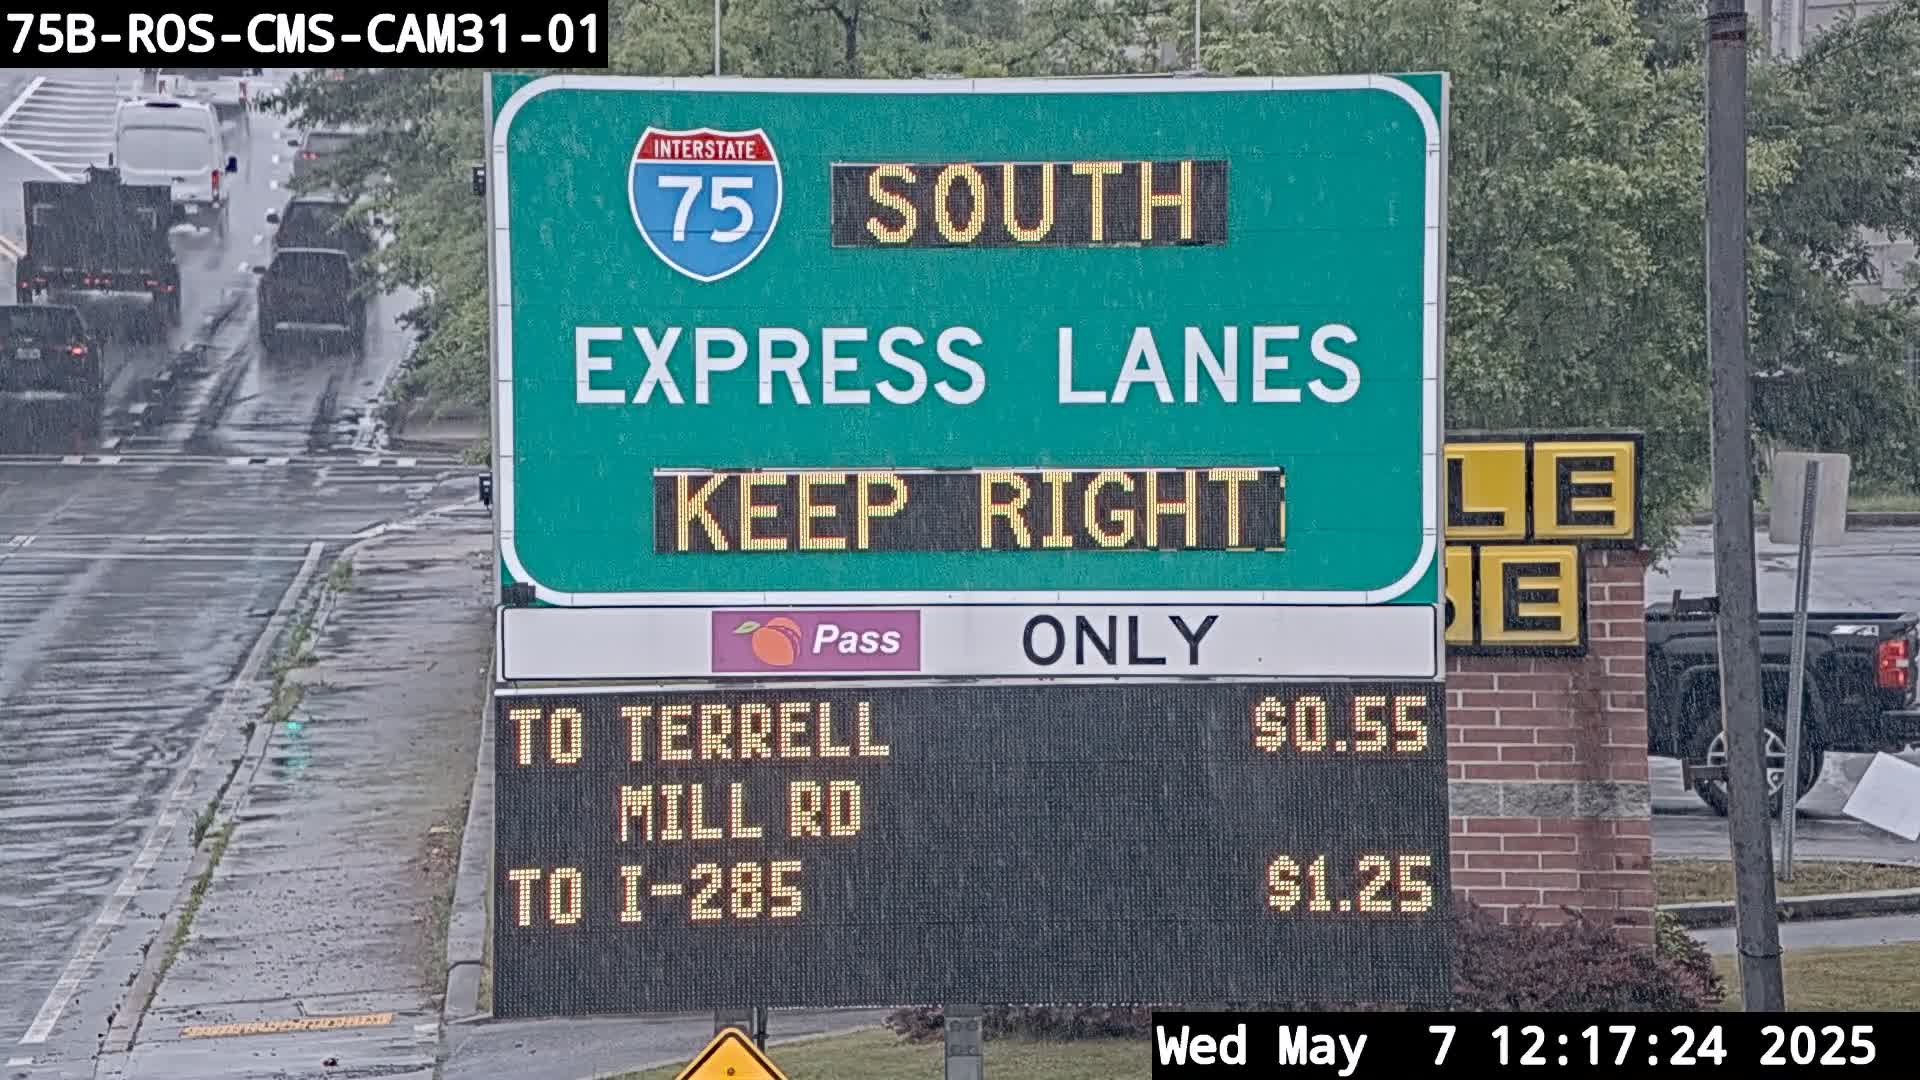 75B-ROS-CMS-CAM31-01
INTERSTATE
75
SOUTH
EXPRESS LANES
KEEP RIGHT
Pass ONLY
TO TERRELL $0.55
MILL RD
TO I-285 $1.25
LE
E
Wed May 7 12:17:24 2025